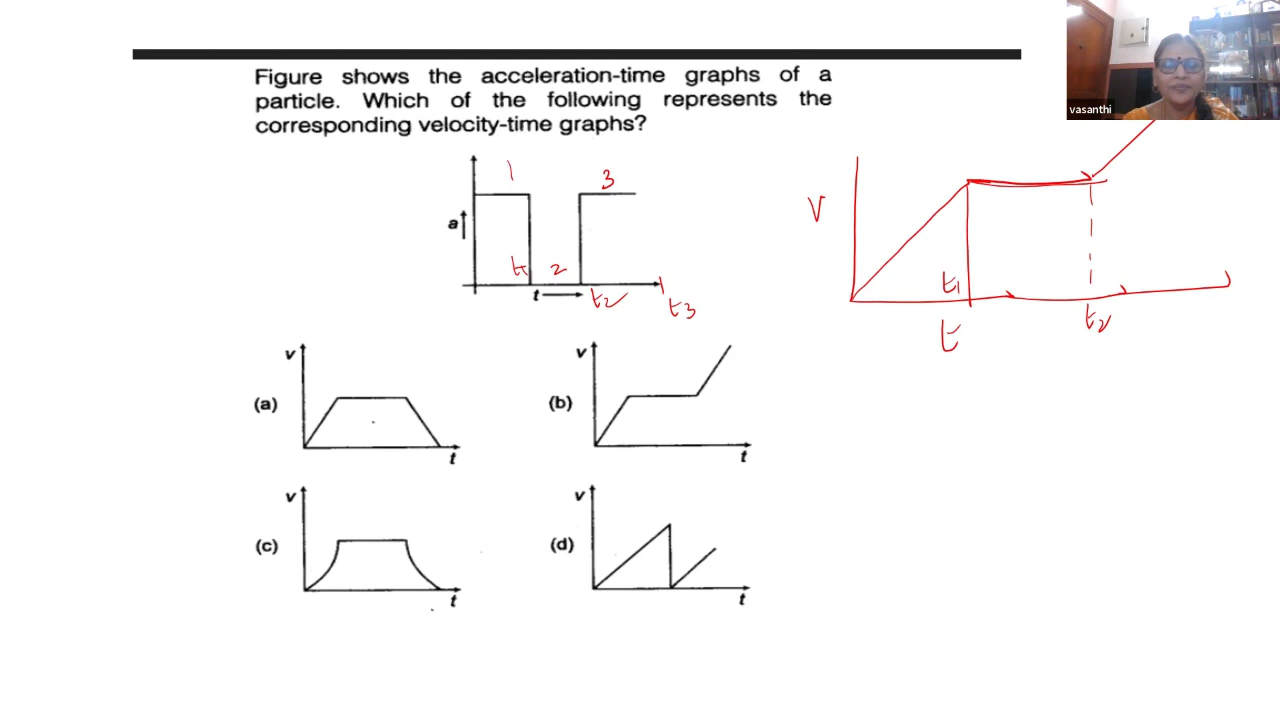 Figure shows the acceleration-time graphs of a
particle. Which of the following represents the
corresponding velocity-time graphs?
vasanthi
1
3
a
t1
2
t
t2
t3
V
t1
t2
t
(a)
v
t
(b)
v
t
(c)
v
t
(d)
v
t